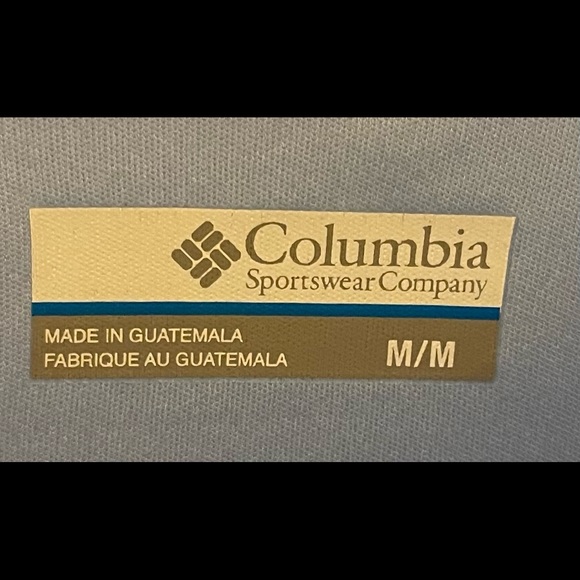 Columbia
Sportswear Company
MADE IN GUATEMALA
FABRIQUE AU GUATEMALA
M/M